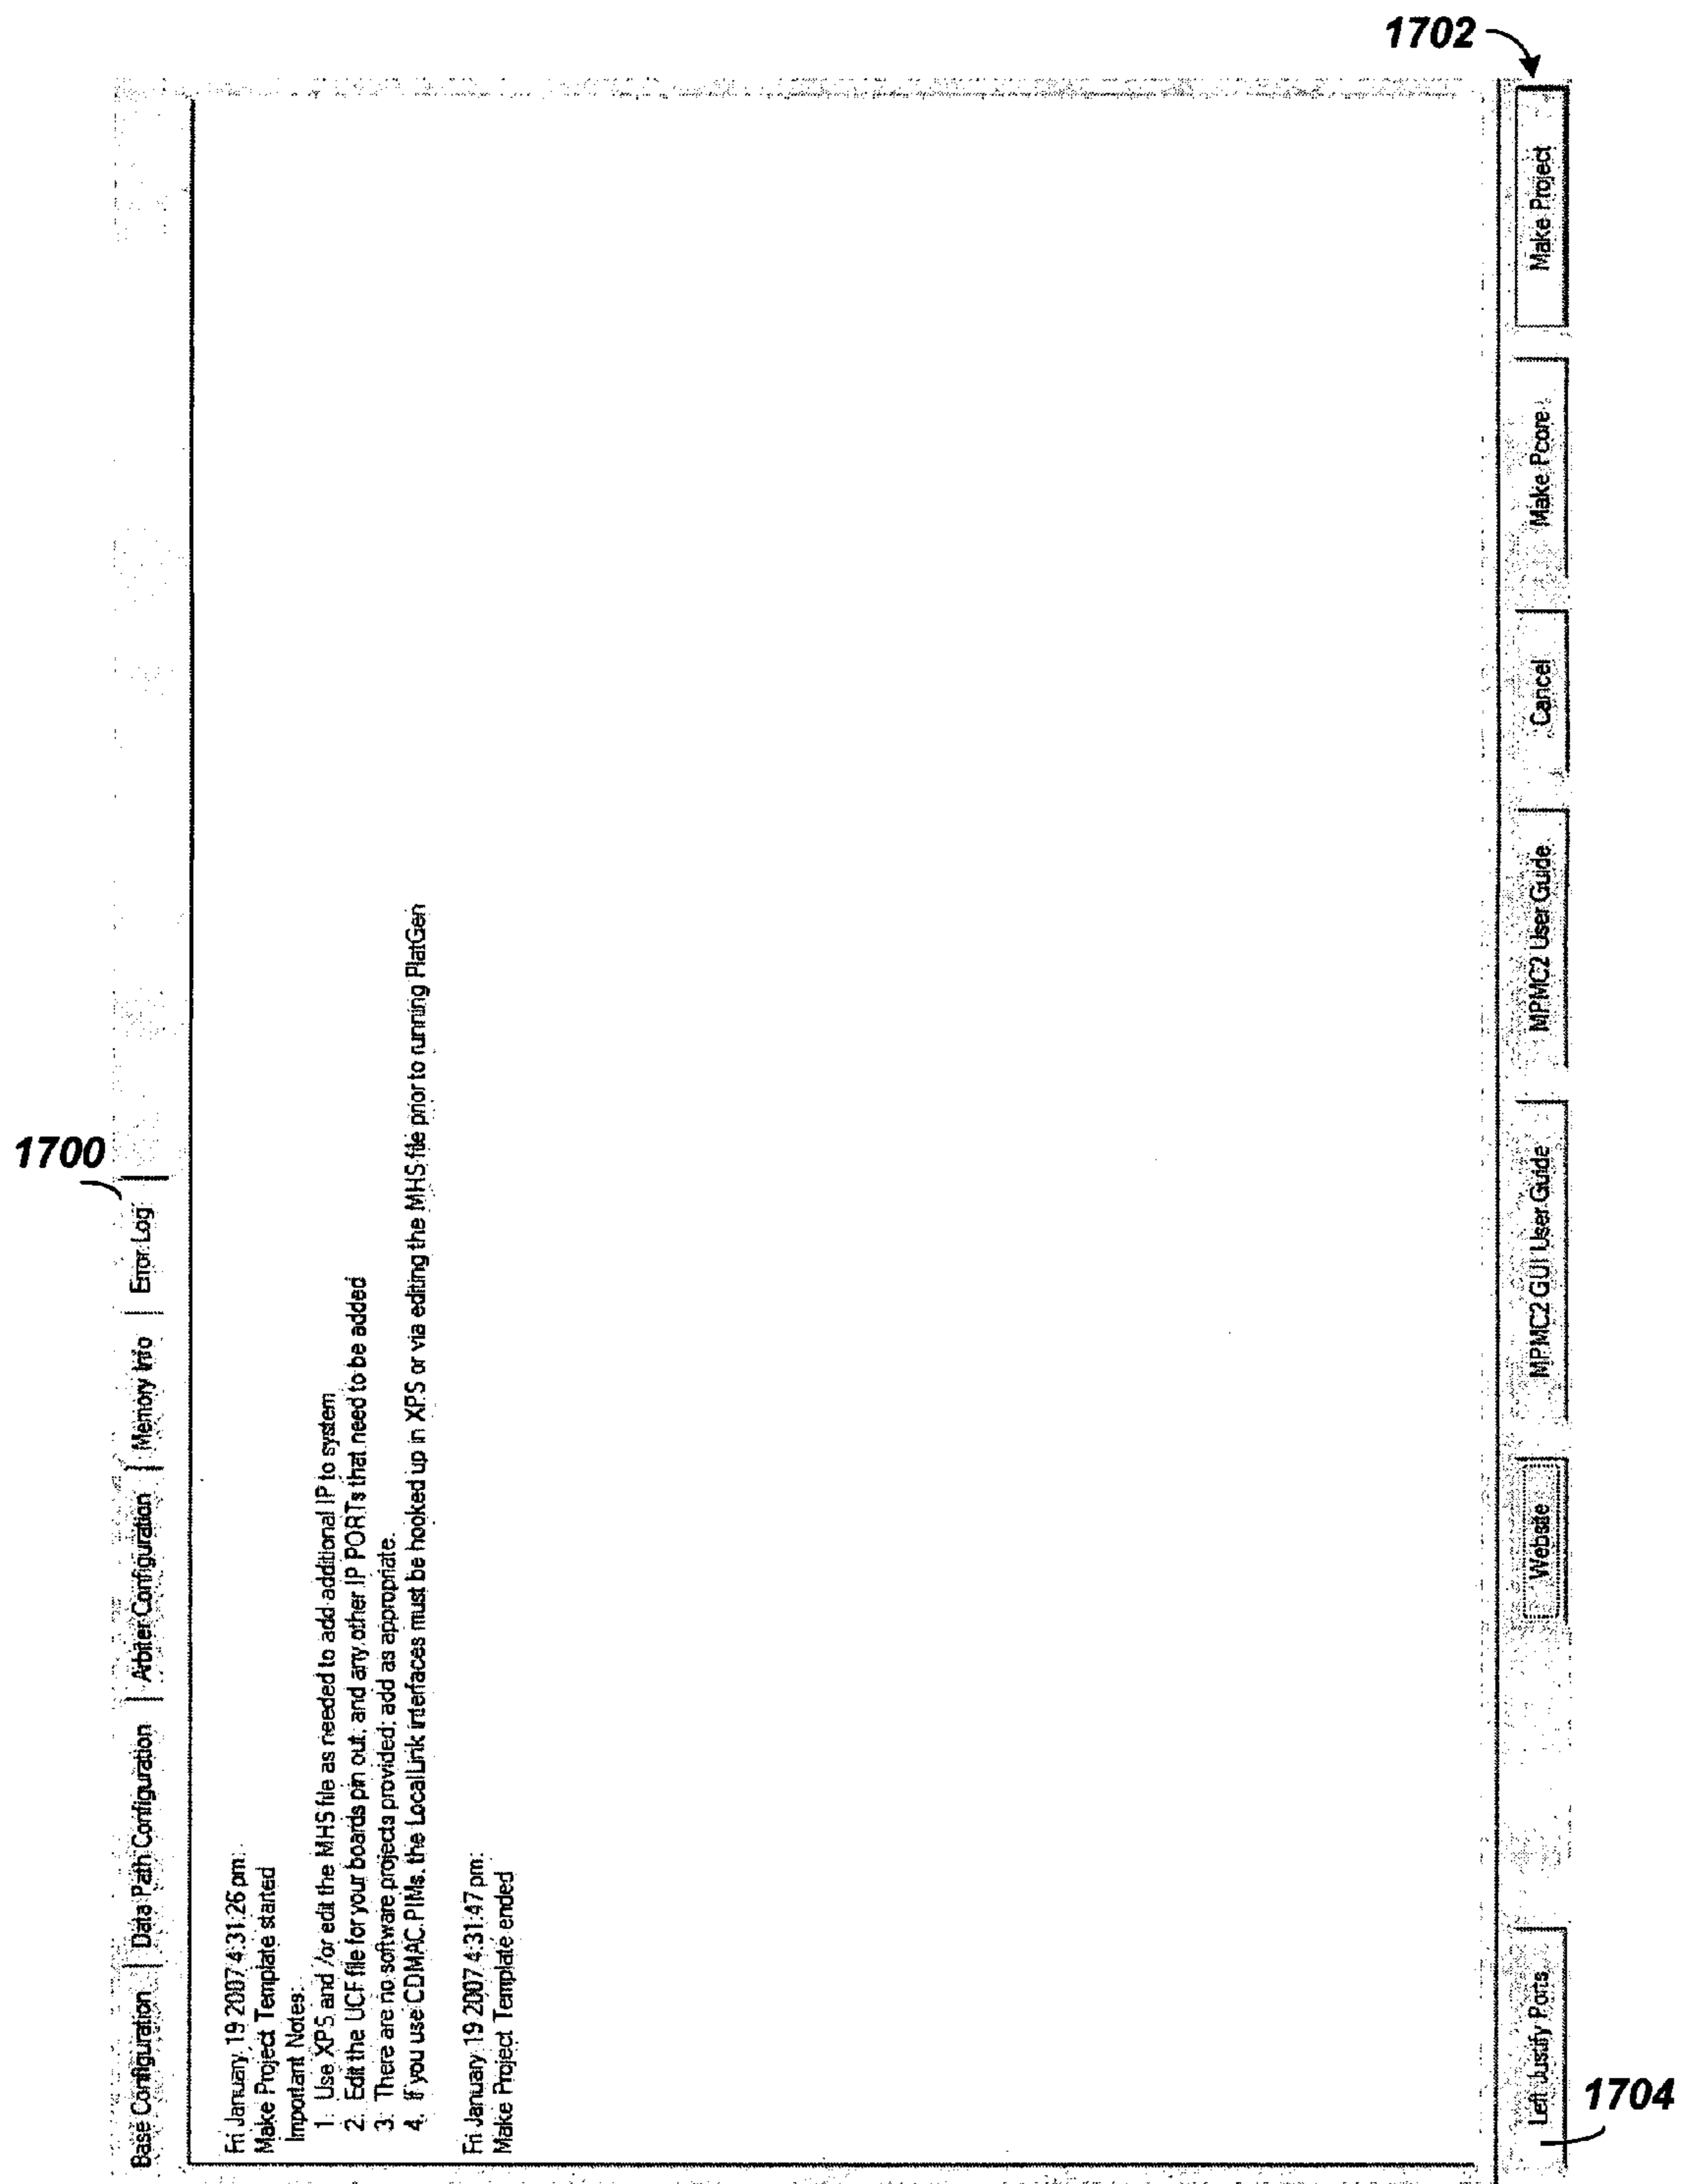 1702
1700
Base Configuration
Data Path Configuration
Arbiter Configuration
Memory Info
Error Log
Fri January 19 2007 4:31:26 pm:
Make Project Template started
Important Notes:
1. Use XPS and /or edit the MHS file as needed to add additional IP to system
2. Edit the UCF file for your boards pin out, and any other IP PORTs that need to be added
3. There are no software projects provided; add as appropriate.
4. If you use CDMAC PIMs, the LocalLink interfaces must be hooked up in XPS or via editing the MHS file prior to running PlatGen
Fri January 19 2007 4:31:47 pm:
Make Project Template ended
Left Justify Ports
Website
MPMC2 GUI User Guide
MPMC2 User Guide
Cancel
Make Pcore
Make Project
1704